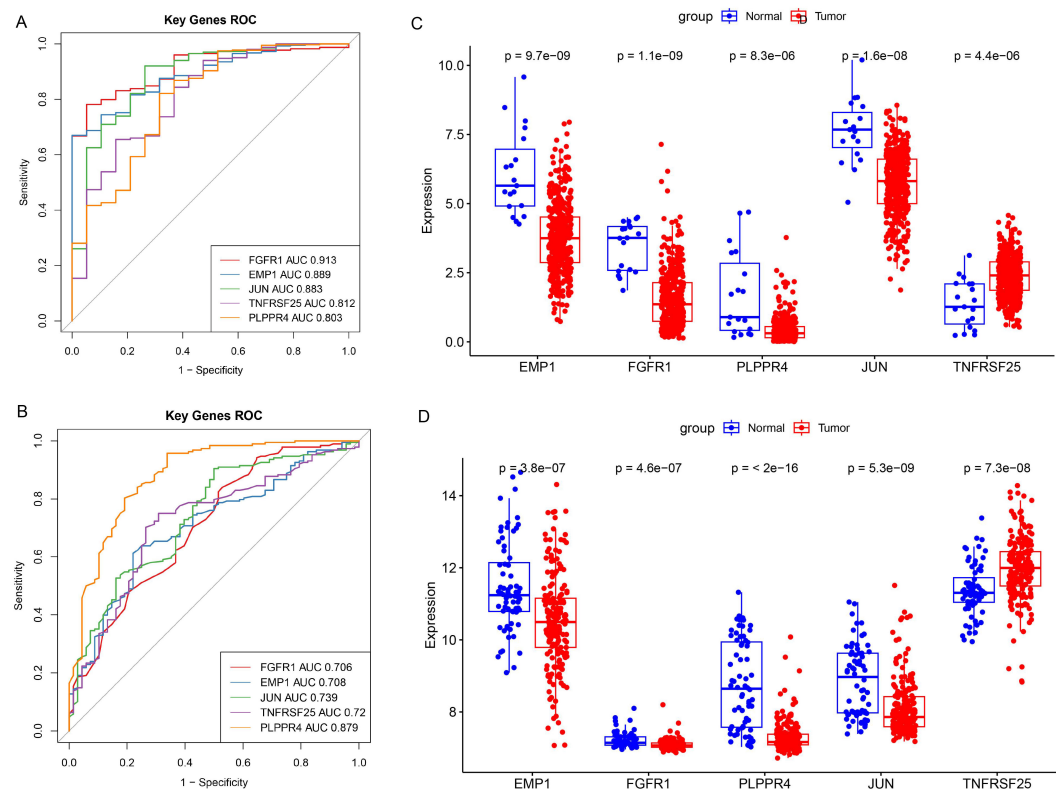 A
Key Genes ROC
Sensitivity
0.0 0.2 0.4 0.6 0.8 1.0
0.0 0.2 0.4 0.6 0.8 1.0
1 − Specificity
FGFR1 AUC 0.913
EMP1 AUC 0.889
JUN AUC 0.883
TNFRSF25 AUC 0.812
PLPPR4 AUC 0.803
C
group Normal Tumor
D
p = 9.7e−09 p = 1.1e−09 p = 8.3e−06 p = 1.6e−08 p = 4.4e−06
Expression
10.0
7.5
5.0
2.5
0.0
EMP1 FGFR1 PLPPR4 JUN TNFRSF25
B
Key Genes ROC
Sensitivity
0.0 0.2 0.4 0.6 0.8 1.0
0.0 0.2 0.4 0.6 0.8 1.0
1 − Specificity
FGFR1 AUC 0.706
EMP1 AUC 0.708
JUN AUC 0.739
TNFRSF25 AUC 0.72
PLPPR4 AUC 0.879
D
group Normal Tumor
p = 3.8e−07 p = 4.6e−07 p = < 2e−16 p = 5.3e−09 p = 7.3e−08
Expression
14
12
10
8
EMP1 FGFR1 PLPPR4 JUN TNFRSF25